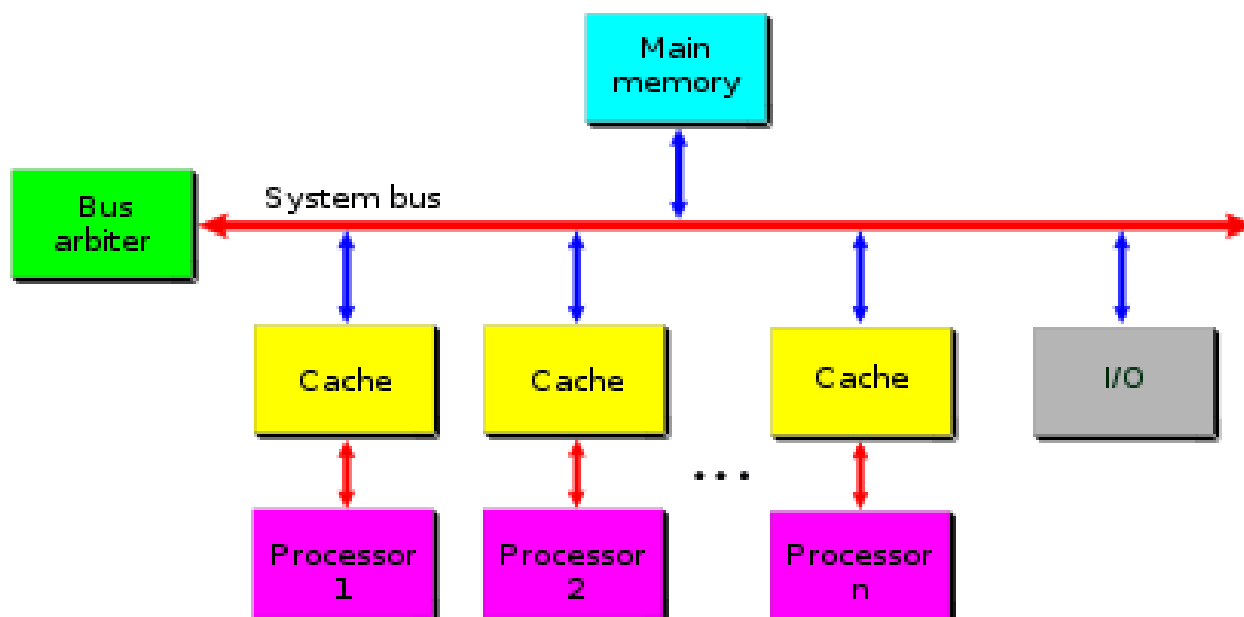 Main
memory
System bus
Bus
arbiter
Cache
Cache
Cache
I/O
...
Processor
1
Processor
2
Processor
n